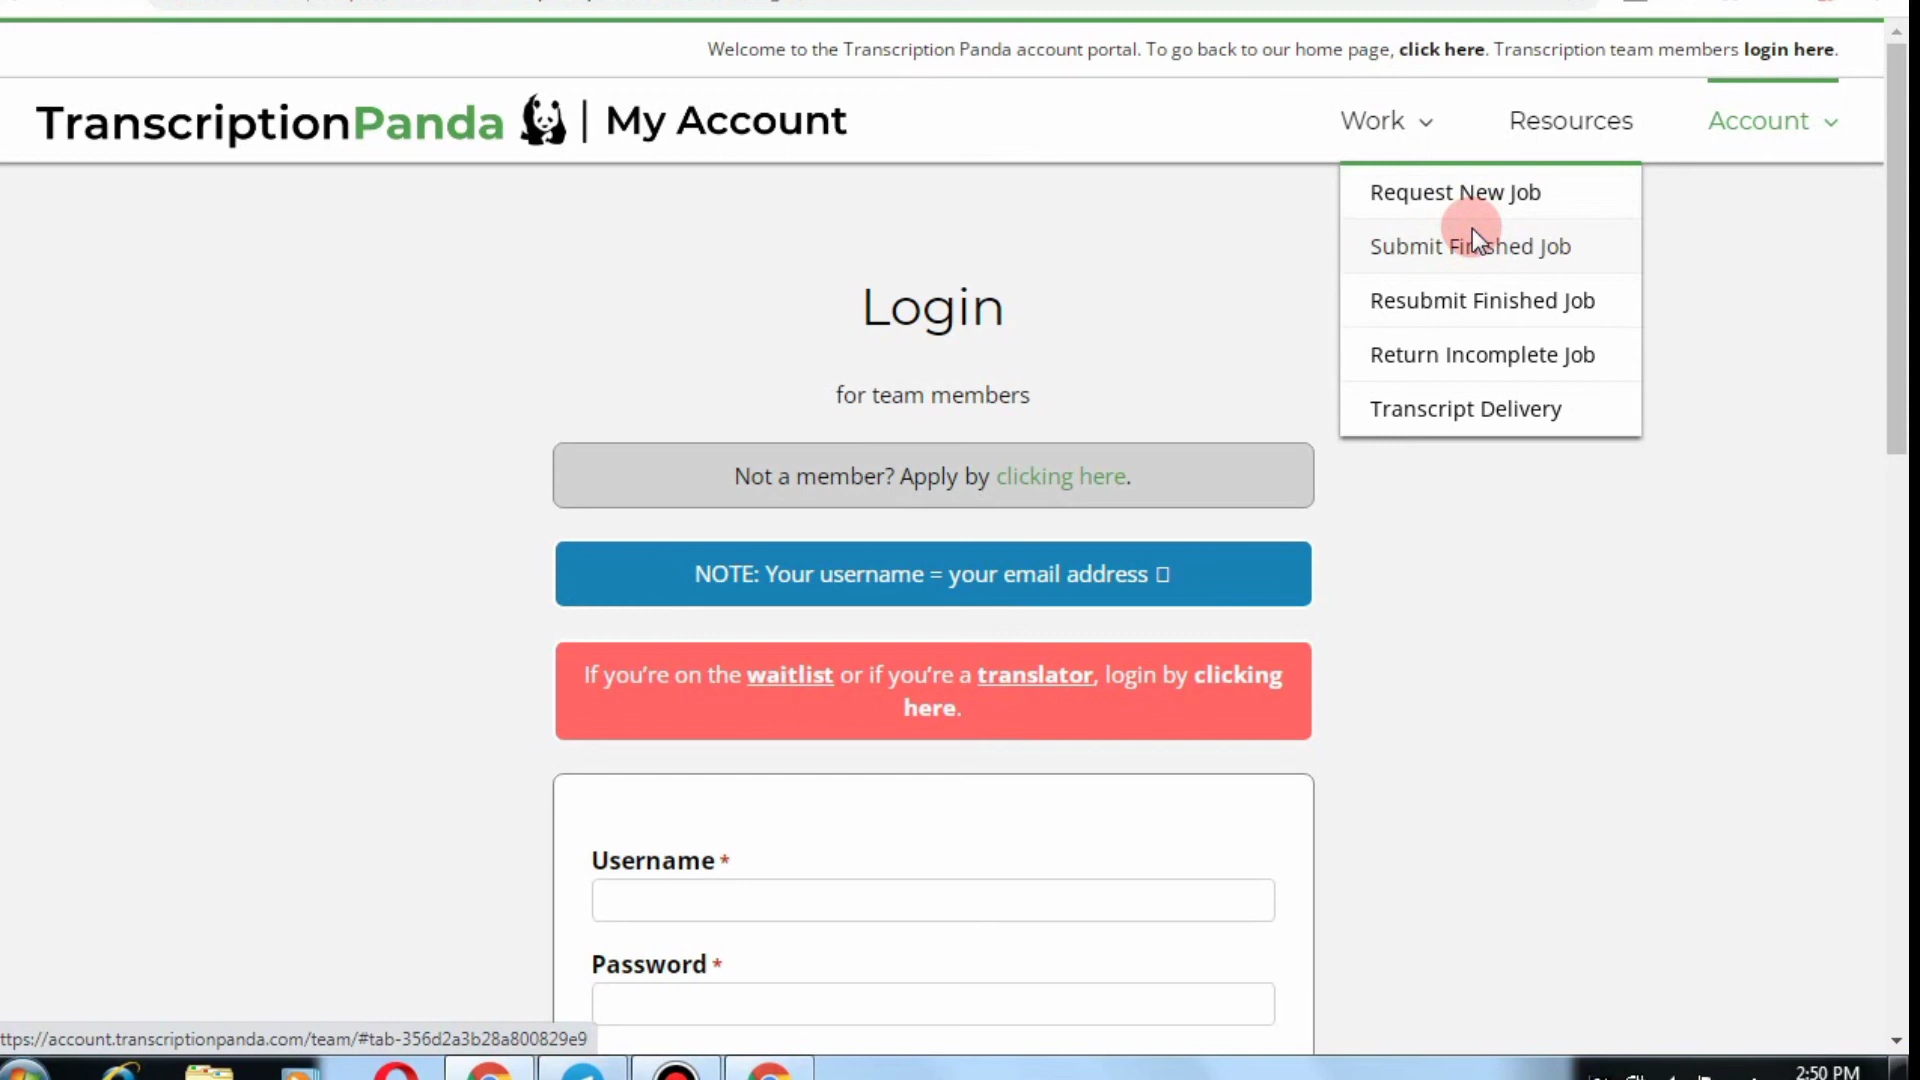 Welcome to the Transcription Panda account portal. To go back to our home page, click here. Transcription team members login here.
TranscriptionPanda | My Account
Work
Resources
Account
Request New Job
Submit Finished Job
Resubmit Finished Job
Return Incomplete Job
Transcript Delivery
Login
for team members
Not a member? Apply by clicking here.
NOTE: Your username = your email address
If you’re on the waitlist or if you’re a translator, login by clicking
here.
Username *
Password *
ttps://account.transcriptionpanda.com/team/#tab-356d2a3b28a800829e9
2:50 PM